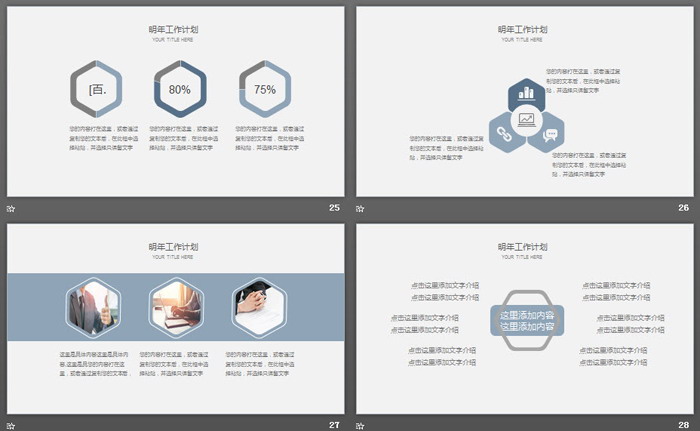 明年工作计划
YOUR TITLE HERE
[百.
80%
75%
您的内容打在这里，或者通过
复制您的文本后，在此框中选
择粘贴，并选择只保留文字
您的内容打在这里，或者通过
复制您的文本后，在此框中选
择粘贴，并选择只保留文字
您的内容打在这里，或者通过
复制您的文本后，在此框中选
择粘贴，并选择只保留文字
25
明年工作计划
YOUR TITLE HERE
您的内容打在这里，或者通过
复制您的文本后，在此框中选
择粘贴，并选择只保留文字
您的内容打在这里，或者通过
复制您的文本后，在此框中选
择粘贴，并选择只保留文字
您的内容打在这里，或者通过
复制您的文本后，在此框中选
择粘贴，并选择只保留文字
26
明年工作计划
YOUR TITLE HERE
这里是具体内容这里是具体内
容,这里是您的内容打在这
里，或者通过复制您的文本后，
您的内容打在这里，或者通过
复制您的文本后，在此框中选
择粘贴，并选择只保留文字
您的内容打在这里，或者通过
复制您的文本后，在此框中选
择粘贴，并选择只保留文字
27
明年工作计划
YOUR TITLE HERE
点击这里添加文字介绍
点击这里添加文字介绍
点击这里添加文字介绍
点击这里添加文字介绍
点击这里添加文字介绍
点击这里添加文字介绍
这里添加内容
这里添加内容
点击这里添加文字介绍
点击这里添加文字介绍
点击这里添加文字介绍
点击这里添加文字介绍
点击这里添加文字介绍
点击这里添加文字介绍
28